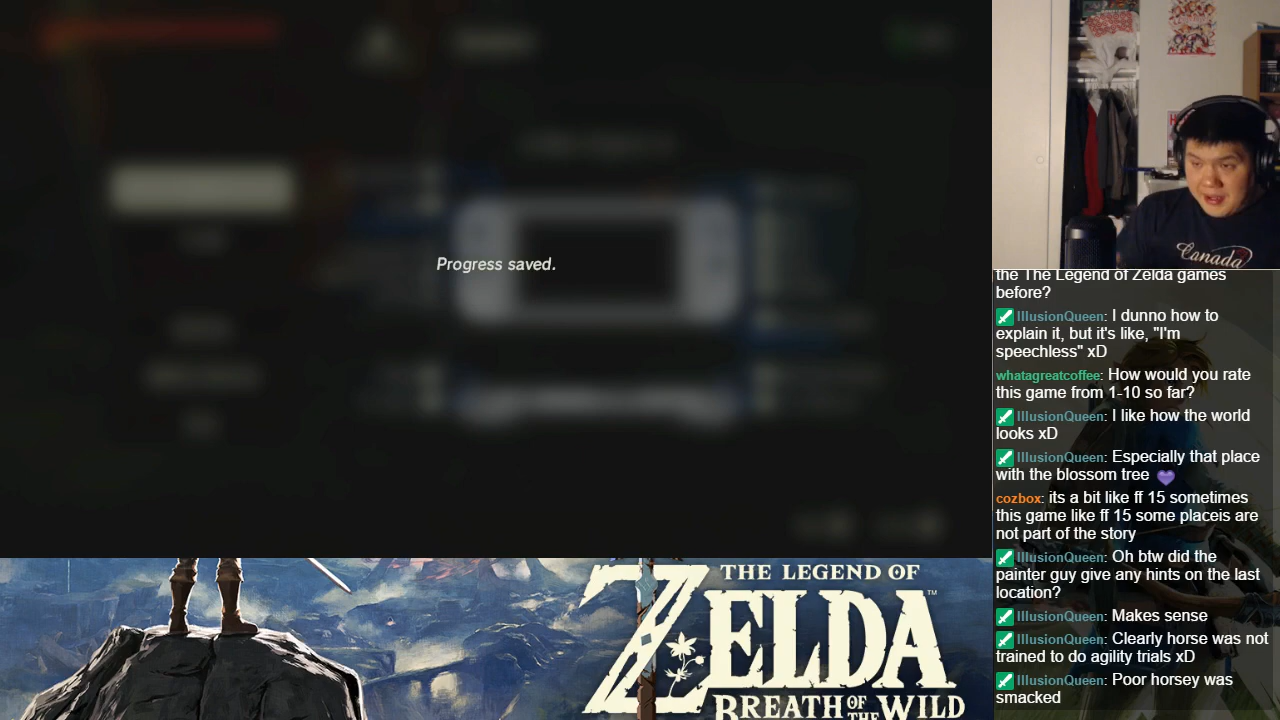 Progress saved.
Canada
the The Legend of Zelda games
before?
IllusionQueen: I dunno how to
explain it, but it's like, "I'm
speechless" xD
whatagreatcoffee: How would you rate
this game from 1-10 so far?
IllusionQueen: I like how the world
looks xD
IllusionQueen: Especially that place
with the blossom tree
cozbox: its a bit like ff 15 sometimes
this game like ff 15 some placeis are
not part of the story
IllusionQueen: Oh btw did the
painter guy give any hints on the last
location?
IllusionQueen: Makes sense
IllusionQueen: Clearly horse was not
trained to do agility trials xD
IllusionQueen: Poor horsey was
smacked
THE LEGEND OF
ZELDA™
BREATH OF THE WILD